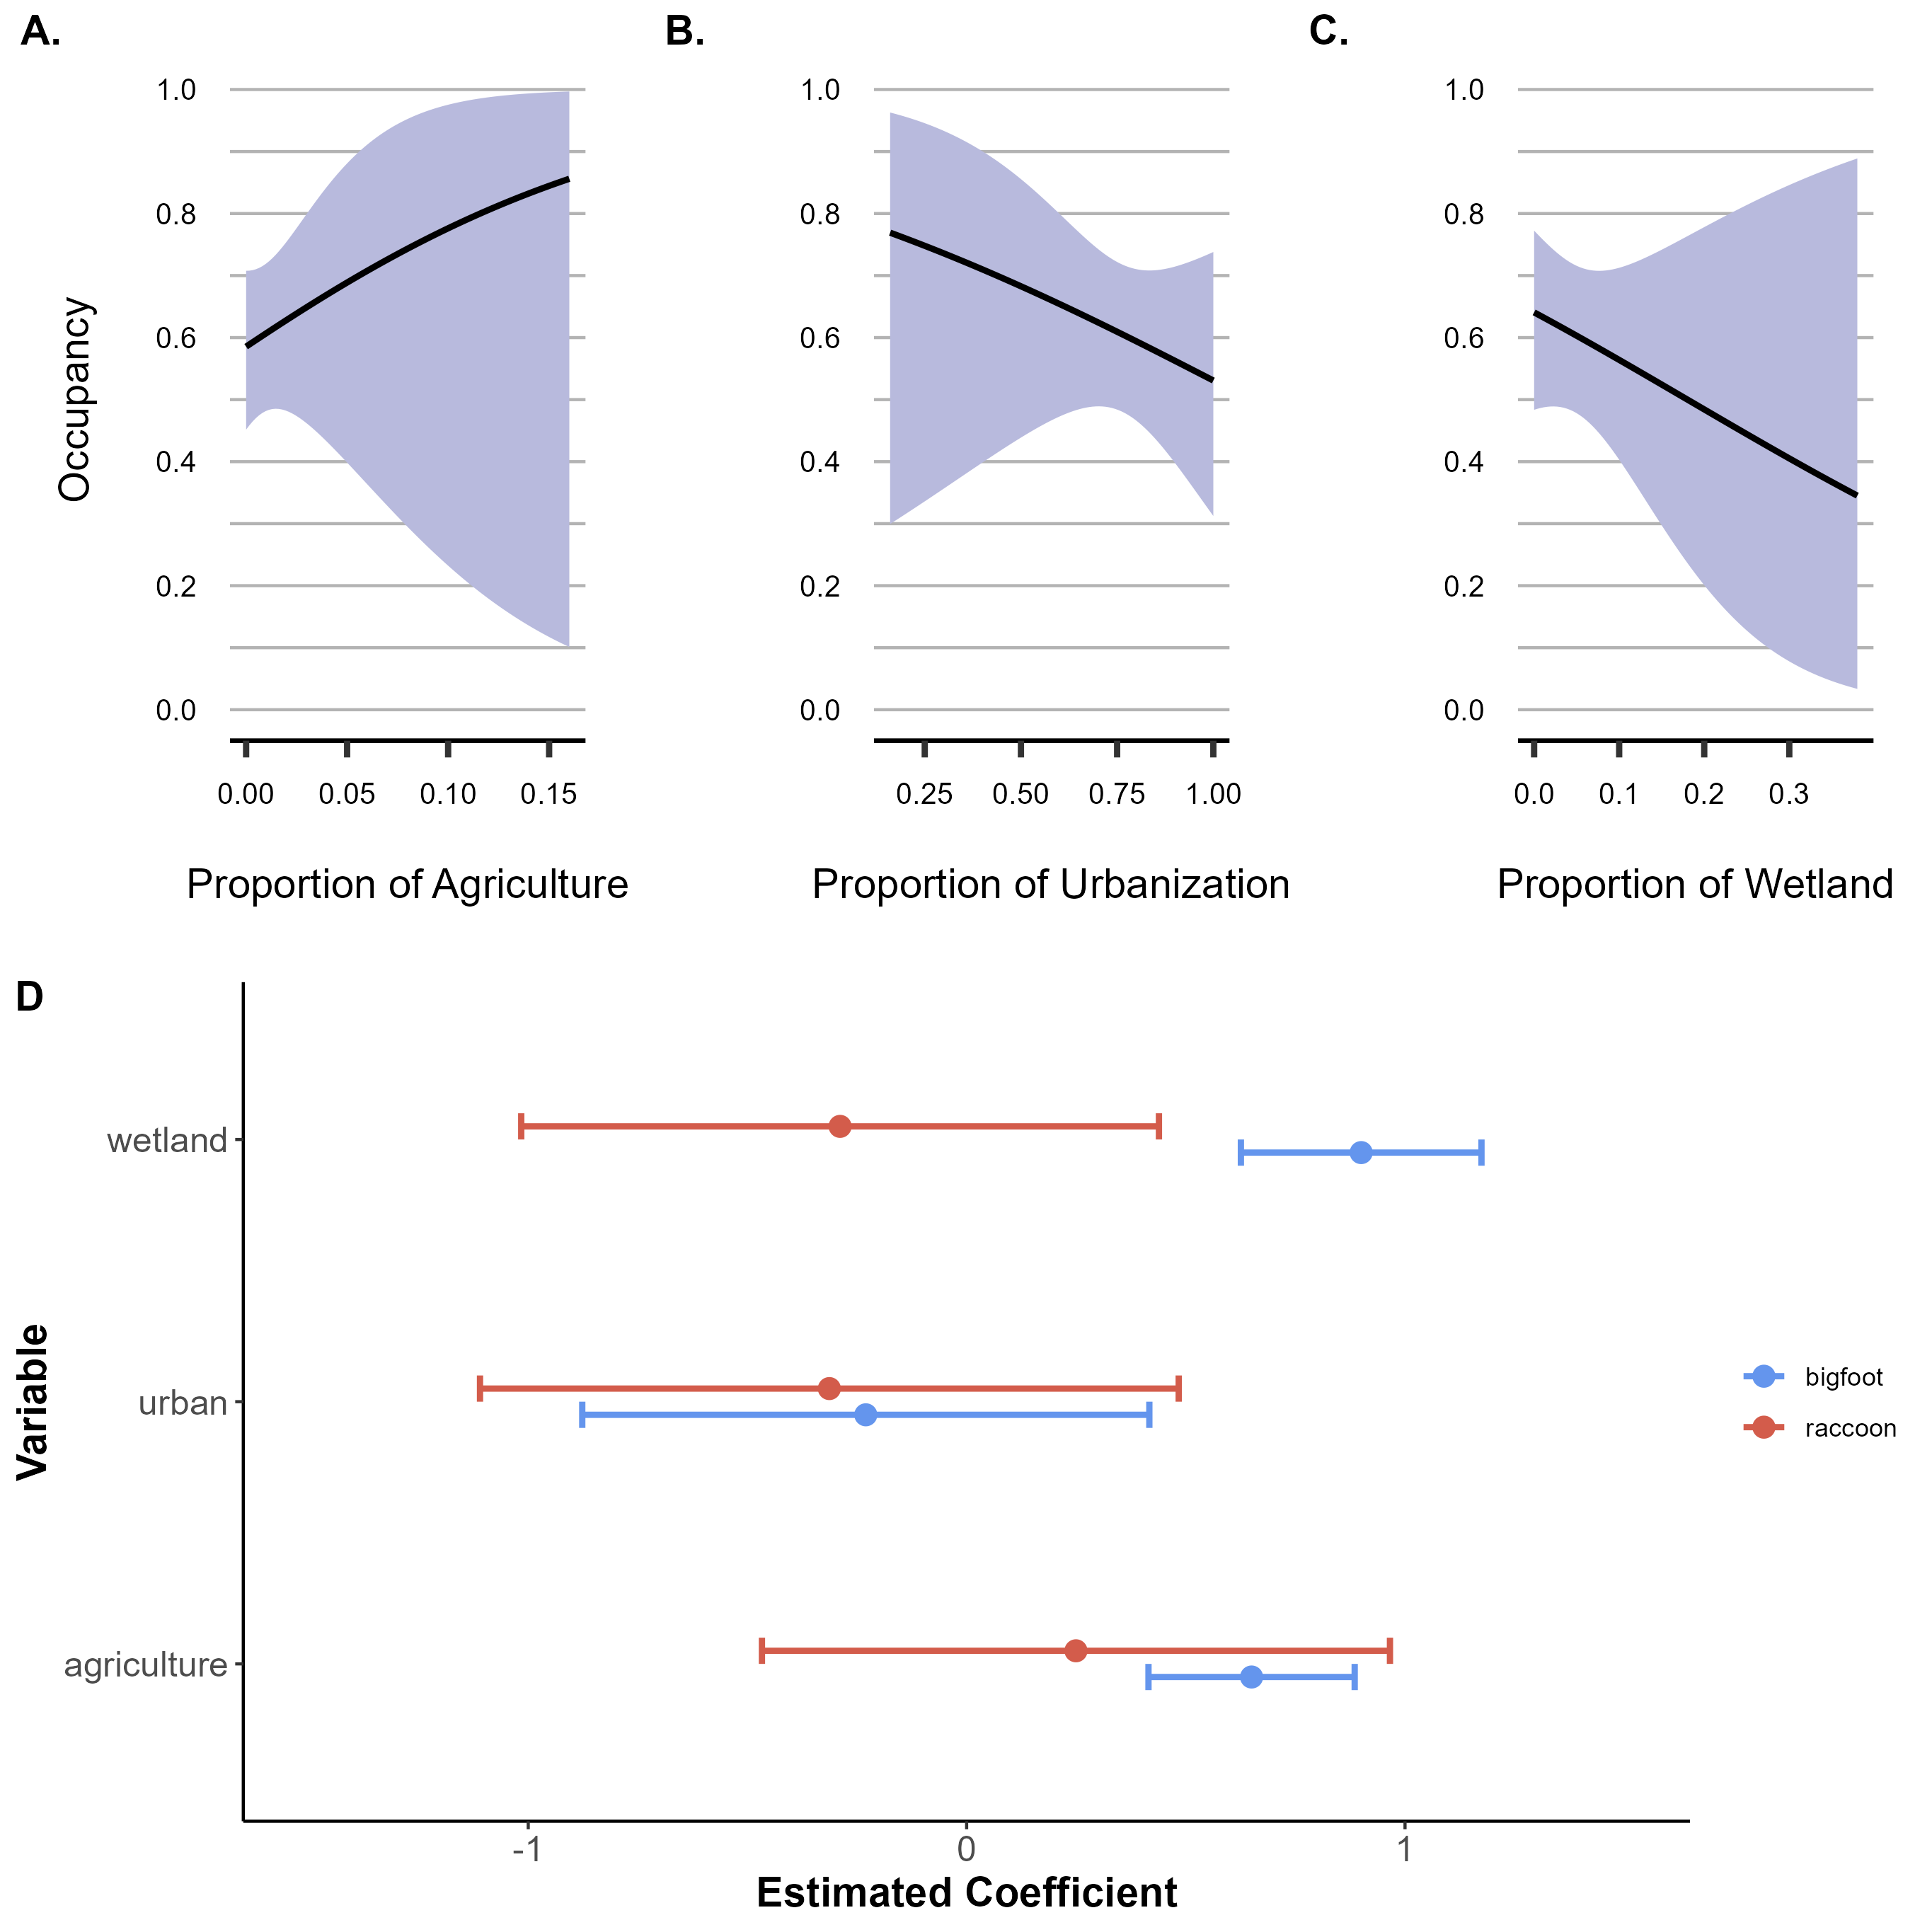 A.
B.
C.
1.0
0.8
0.6
0.4
0.2
0.0
Occupancy
0.00 0.05 0.10 0.15
Proportion of Agriculture
1.0
0.8
0.6
0.4
0.2
0.0
0.25 0.50 0.75 1.00
Proportion of Urbanization
1.0
0.8
0.6
0.4
0.2
0.0
0.0 0.1 0.2 0.3
Proportion of Wetland
D
Variable
wetland
urban
agriculture
-1 0 1
Estimated Coefficient
bigfoot
raccoon